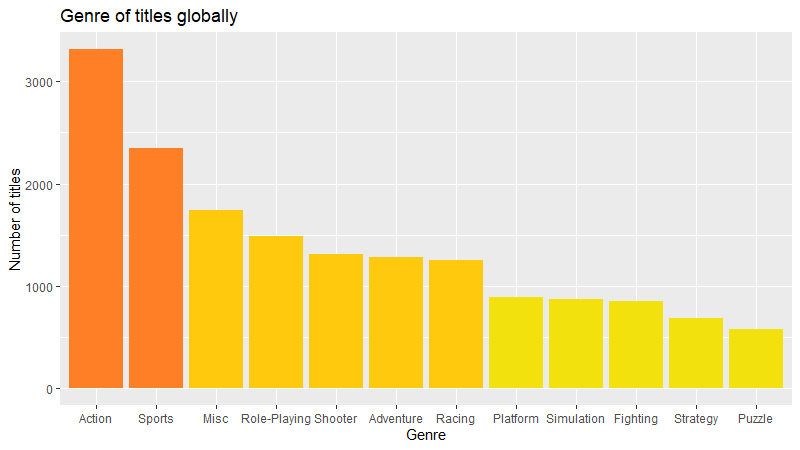 Genre of titles globally
Number of titles
3000
2000
1000
0
Action Sports Misc Role-Playing Shooter Adventure Racing Platform Simulation Fighting Strategy Puzzle
Genre